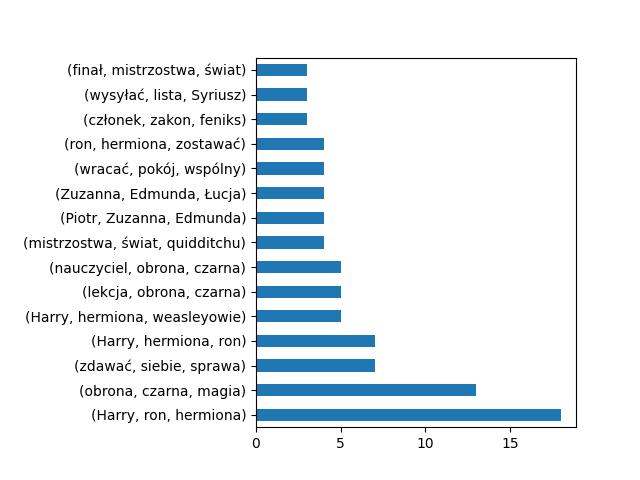 (finał, mistrzostwa, świat)
(wysyłać, lista, Syriusz)
(członek, zakon, feniks)
(ron, hermiona, zostawać)
(wracać, pokój, wspólny)
(Zuzanna, Edmunda, Łucja)
(Piotr, Zuzanna, Edmunda)
(mistrzostwa, świat, quidditchu)
(nauczyciel, obrona, czarna)
(lekcja, obrona, czarna)
(Harry, hermiona, weasleyowie)
(Harry, hermiona, ron)
(zdawać, siebie, sprawa)
(obrona, czarna, magia)
(Harry, ron, hermiona)
0 5 10 15